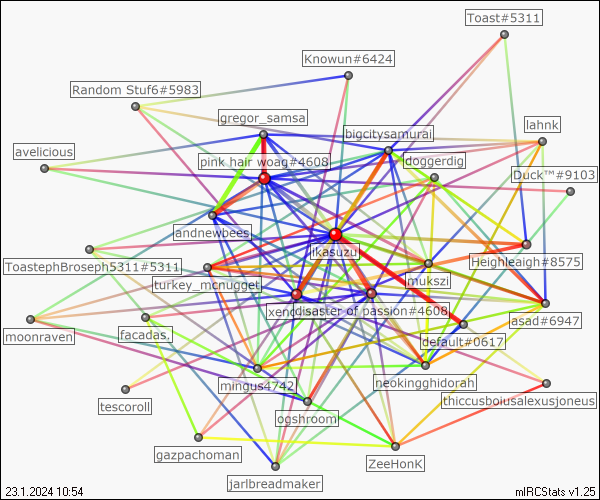 Toast#5311
Knowun#6424
Random Stuf6#5983
gregor_samsa
bigcitysamurai
lahnk
avelicious
pink hair woag#4608
doggerdig
Duck™#9103
andnewbees
ikasuzu
ToastephBroseph5311#5311
Heighleaigh#8575
turkey_mcnugget
mukszi
disaster of passion#4608
asad#6947
moonraven
facadas.
default#0617
mingus4742
neokingghidorah
tescoroll
thiccusboiusalexusjoneus
ogshroom
gazpachoman
ZeeHonK
jarlbreadmaker
23.1.2024 10:54
mIRCStats v1.25